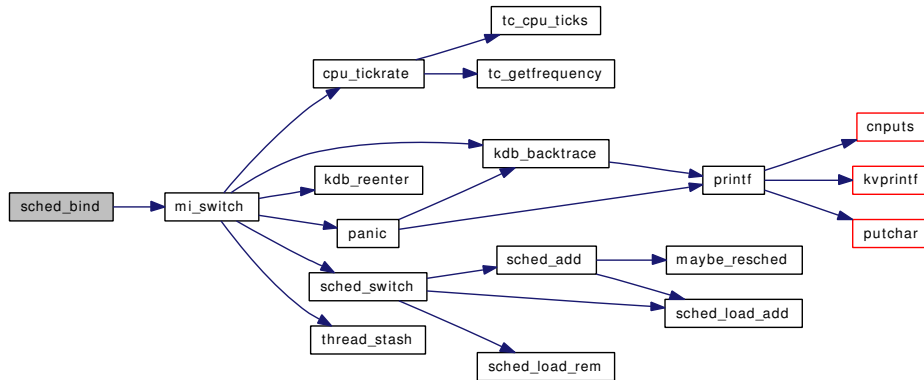 tc_cpu_ticks
cpu_tickrate
tc_getfrequency
cnputs
kdb_backtrace
kdb_reenter
printf
kvprintf
sched_bind
mi_switch
panic
putchar
sched_add
maybe_resched
sched_switch
sched_load_add
thread_stash
sched_load_rem